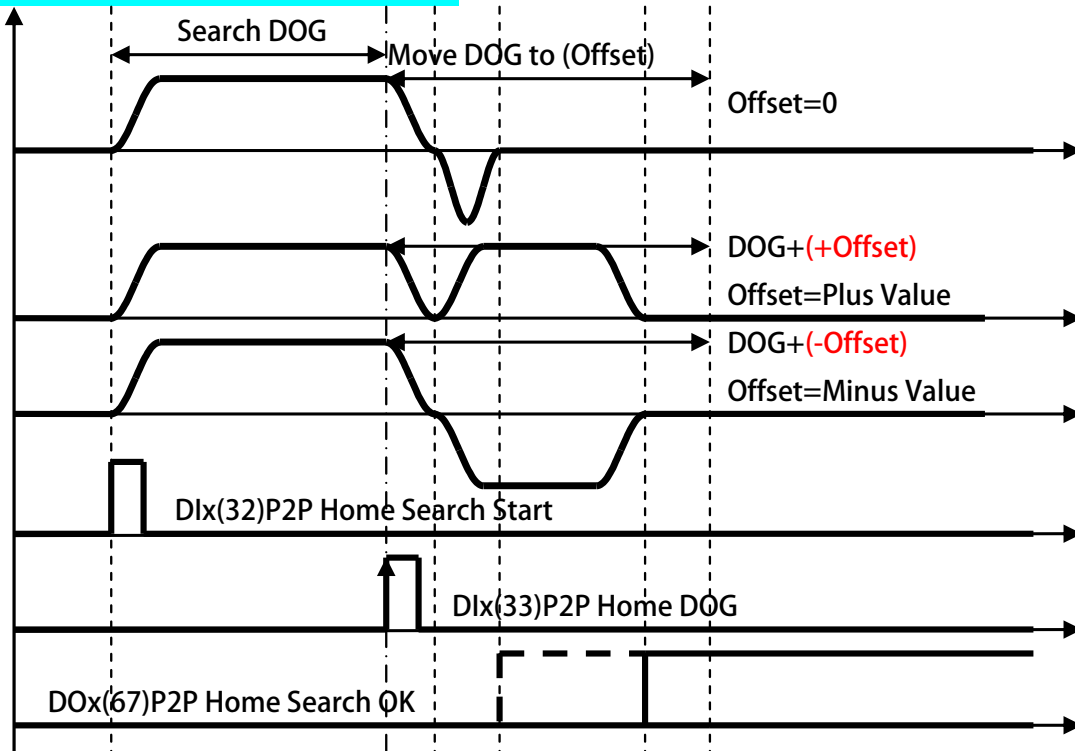 Search DOG
Move DOG to (Offset)
Offset=0
DOG+(+Offset)
Offset=Plus Value
DOG+(-Offset)
Offset=Minus Value
DIx(32)P2P Home Search Start
DIx(33)P2P Home DOG
DOx(67)P2P Home Search OK